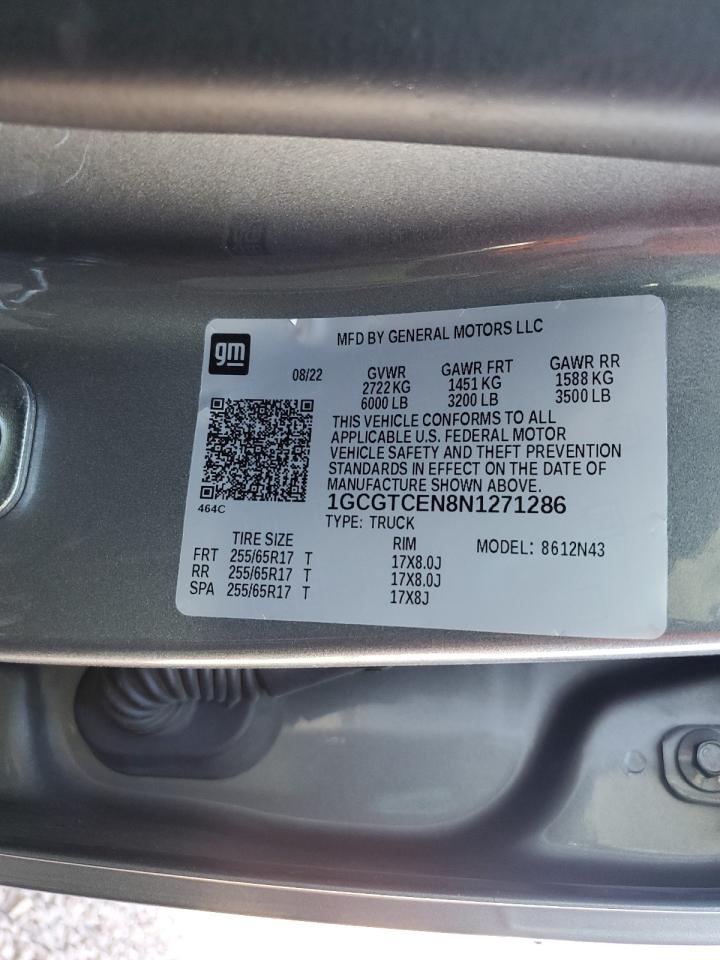 gm
MFD BY GENERAL MOTORS LLC
08/22
GVWR GAWR FRT GAWR RR
2722 KG 1451 KG 1588 KG
6000 LB 3200 LB 3500 LB
THIS VEHICLE CONFORMS TO ALL
APPLICABLE U.S. FEDERAL MOTOR
VEHICLE SAFETY AND THEFT PREVENTION
STANDARDS IN EFFECT ON THE DATE OF
MANUFACTURE SHOWN ABOVE.
464C
1GCGTCEN8N1271286
TYPE: TRUCK
TIRE SIZE RIM MODEL: 8612N43
FRT 255/65R17 T 17X8.0J
RR 255/65R17 T 17X8.0J
SPA 255/65R17 T 17X8J